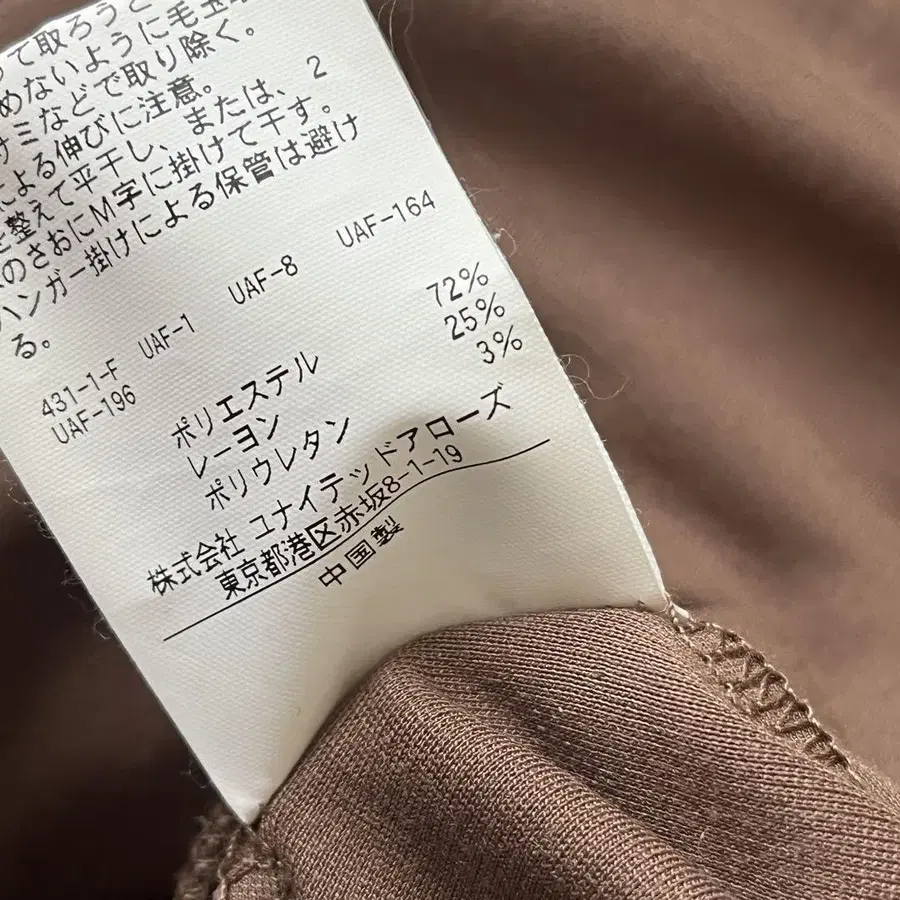 って取ろうと
めないように毛玉
サミなどで取り除く。
による伸びに注意。
を整えて平干し、または、2
のさおにM字に掛けて干す。
ハンガー掛けによる保管は避け
る。
431-1-F UAF-1 UAF-8 UAF-164
UAF-196
ポリエステル 72%
レーヨン 25%
ポリウレタン 3%
株式会社 ユナイテッドアローズ
東京都港区赤坂8-1-19
中国製